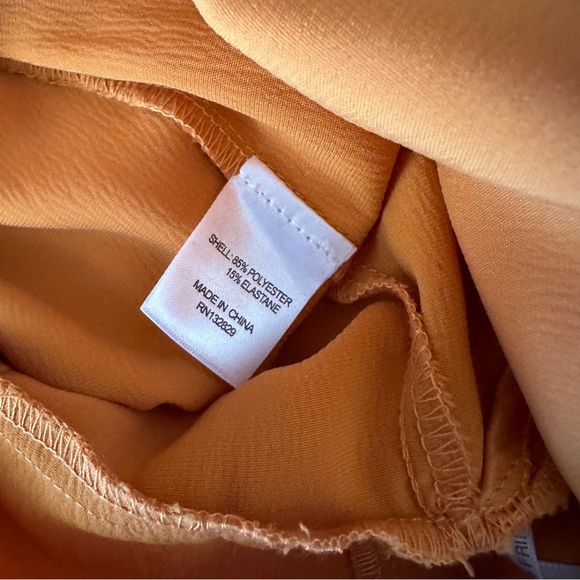 SHELL: 85% POLYESTER
15% ELASTANE
MADE IN CHINA
RN132829